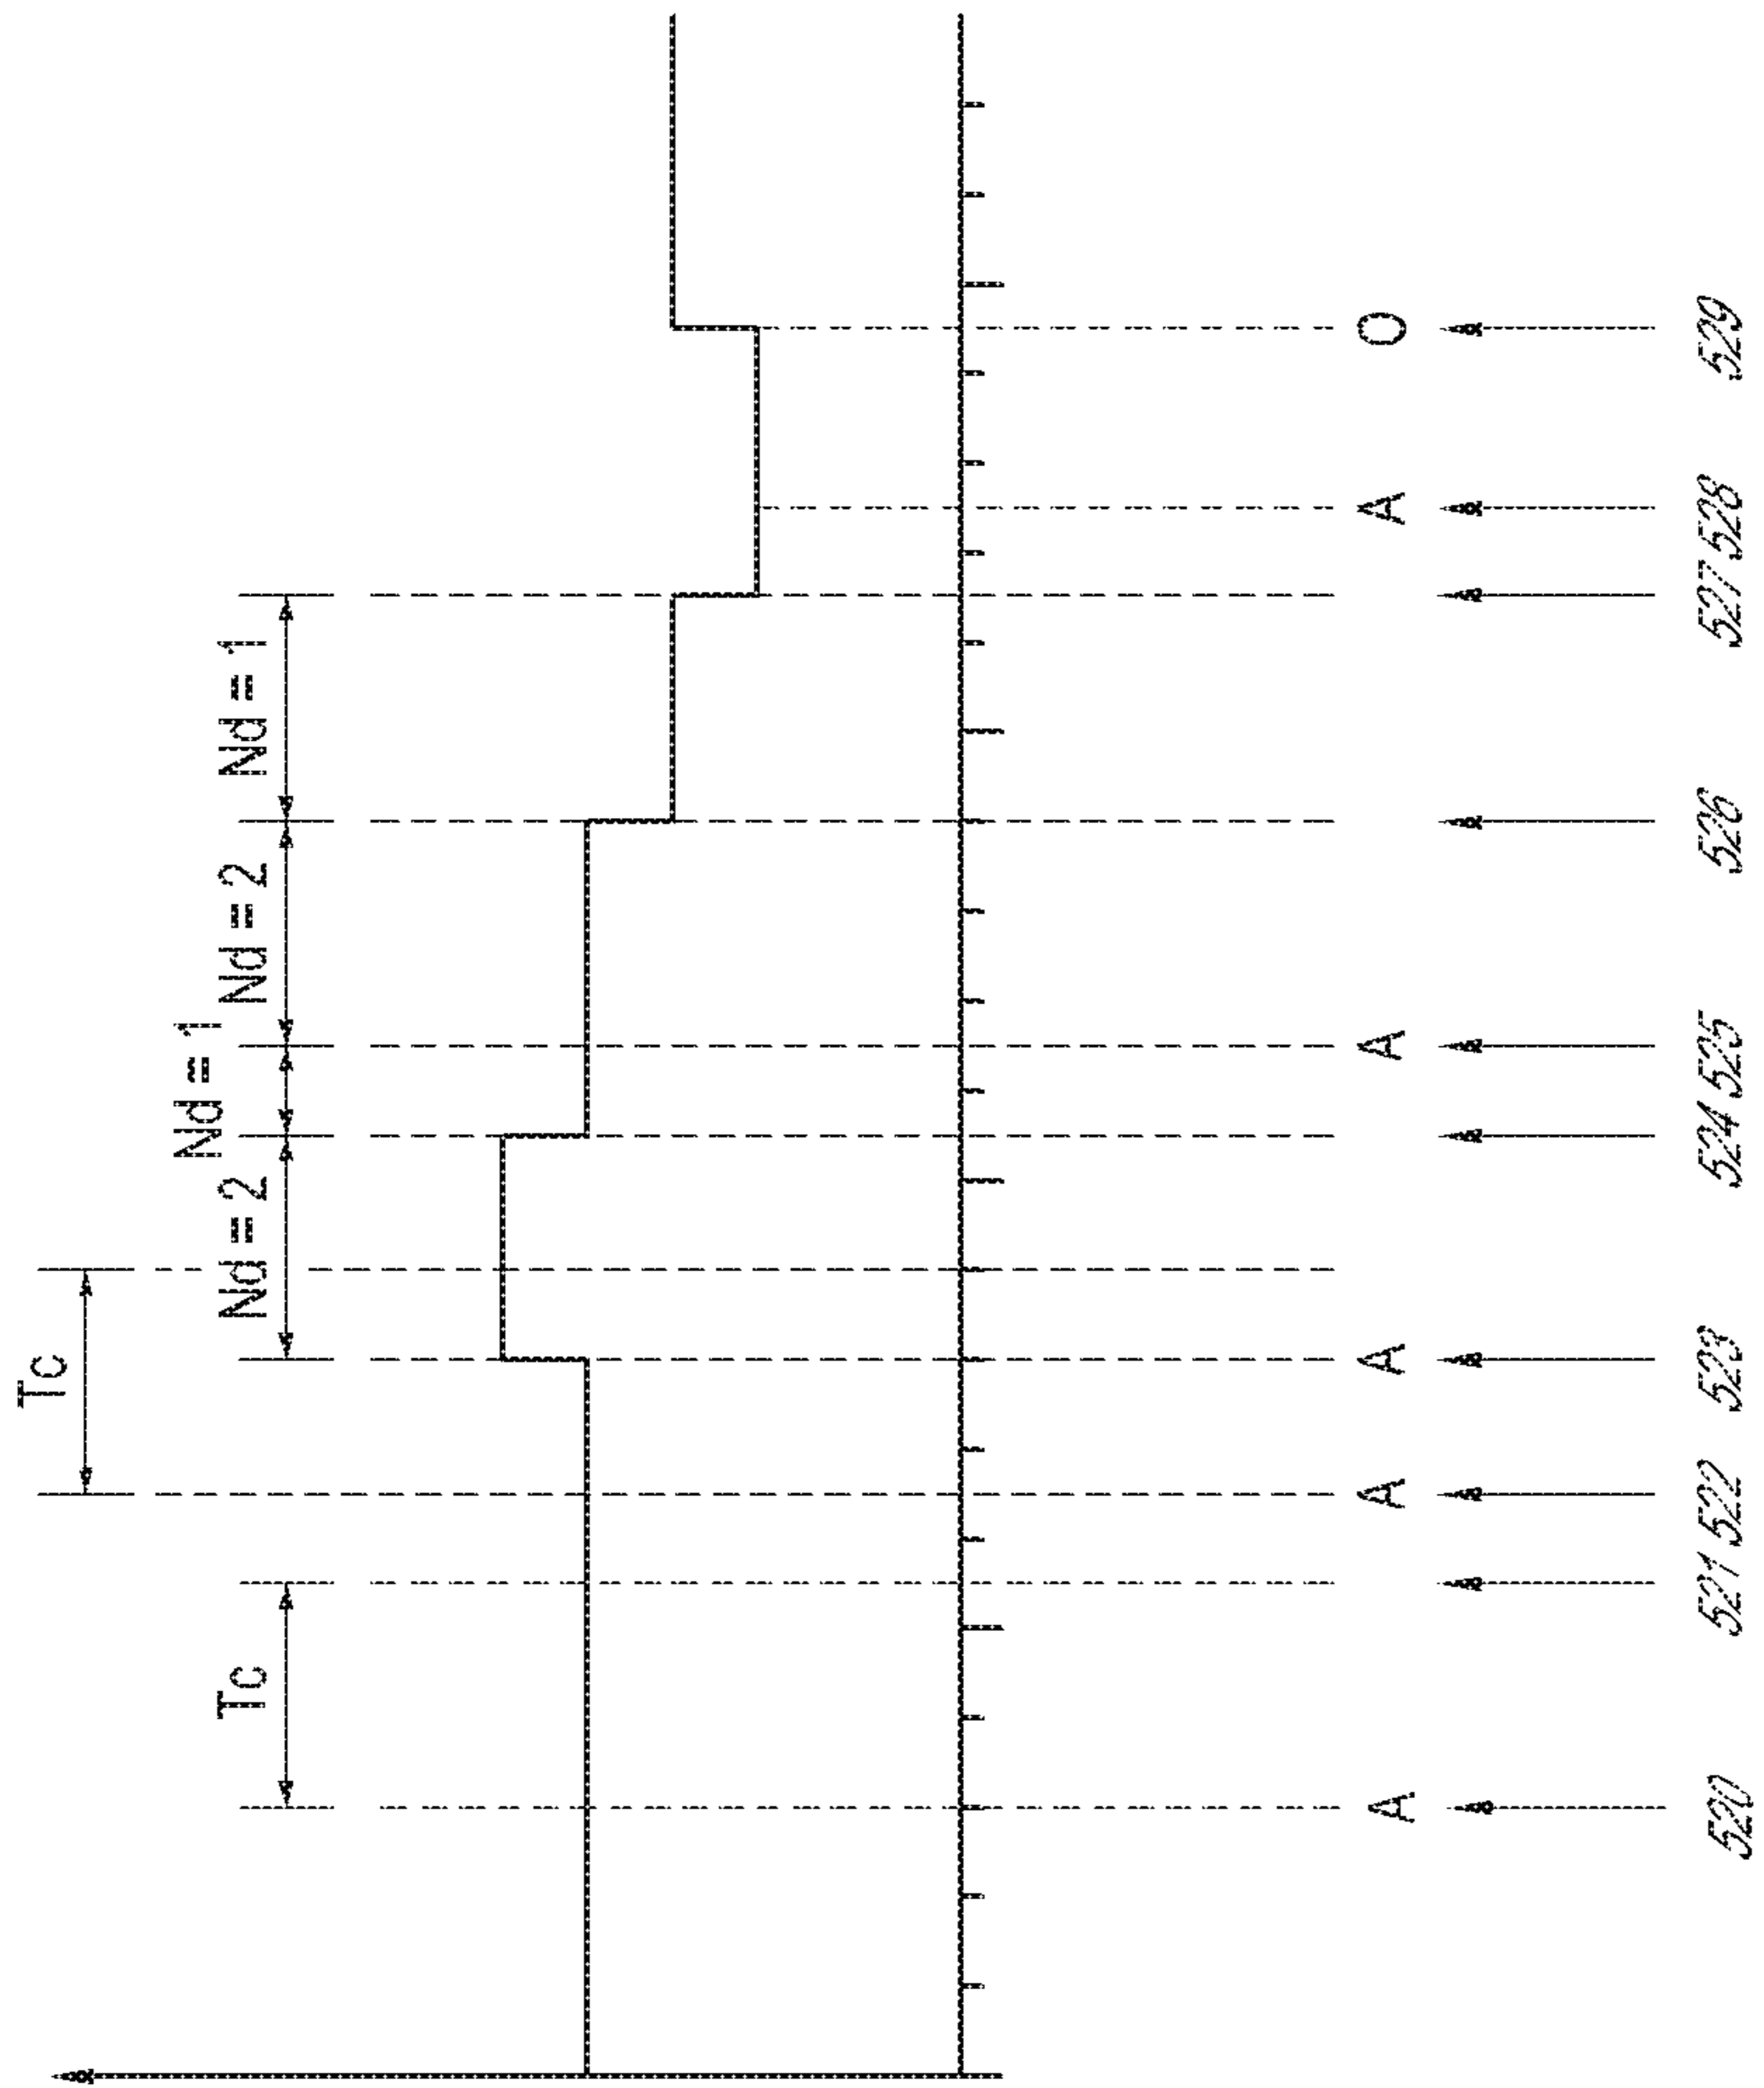 Tc
Tc
Nd = 2
Nd = 1
Nd = 2
Nd = 1
A
A
A
A
A
O
520
521
522
523
524
525
526
527
528
529